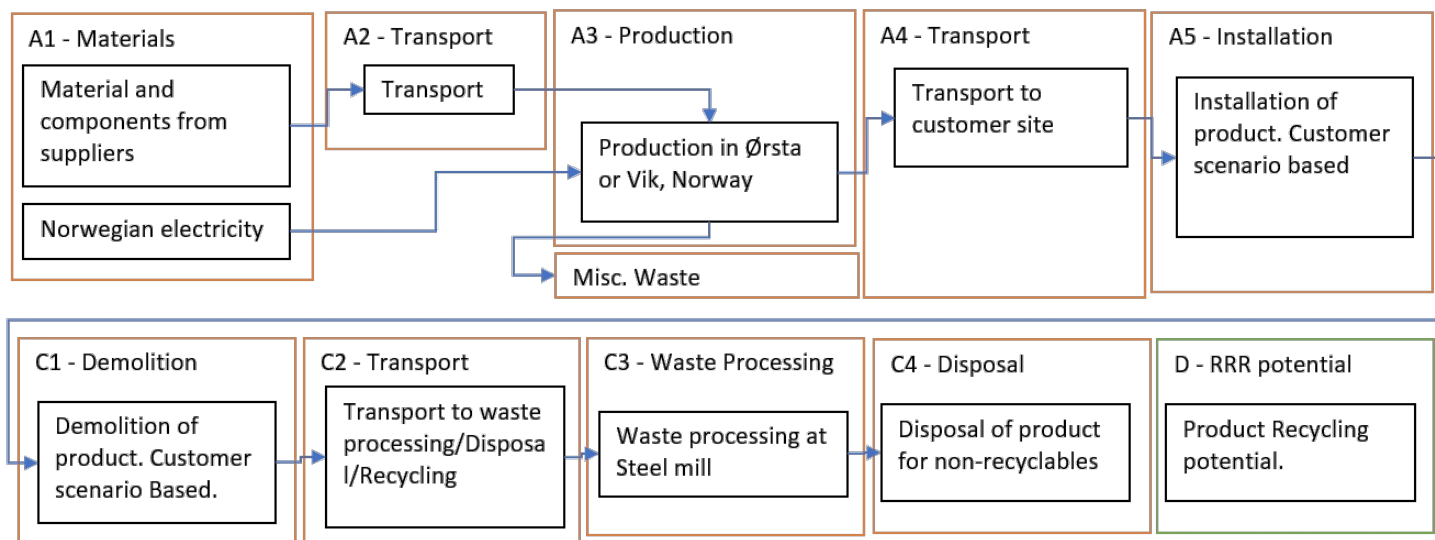 A1 - Materials
Material and
components from
suppliers
Norwegian electricity
A2 - Transport
Transport
A3 - Production
Production in Ørsta
or Vik, Norway
Misc. Waste
A4 - Transport
Transport to
customer site
A5 - Installation
Installation of
product. Customer
scenario based
C1 - Demolition
Demolition of
product. Customer
scenario Based.
C2 - Transport
Transport to waste
processing/Disposa
l/Recycling
C3 - Waste Processing
Waste processing at
Steel mill
C4 - Disposal
Disposal of product
for non-recyclables
D - RRR potential
Product Recycling
potential.